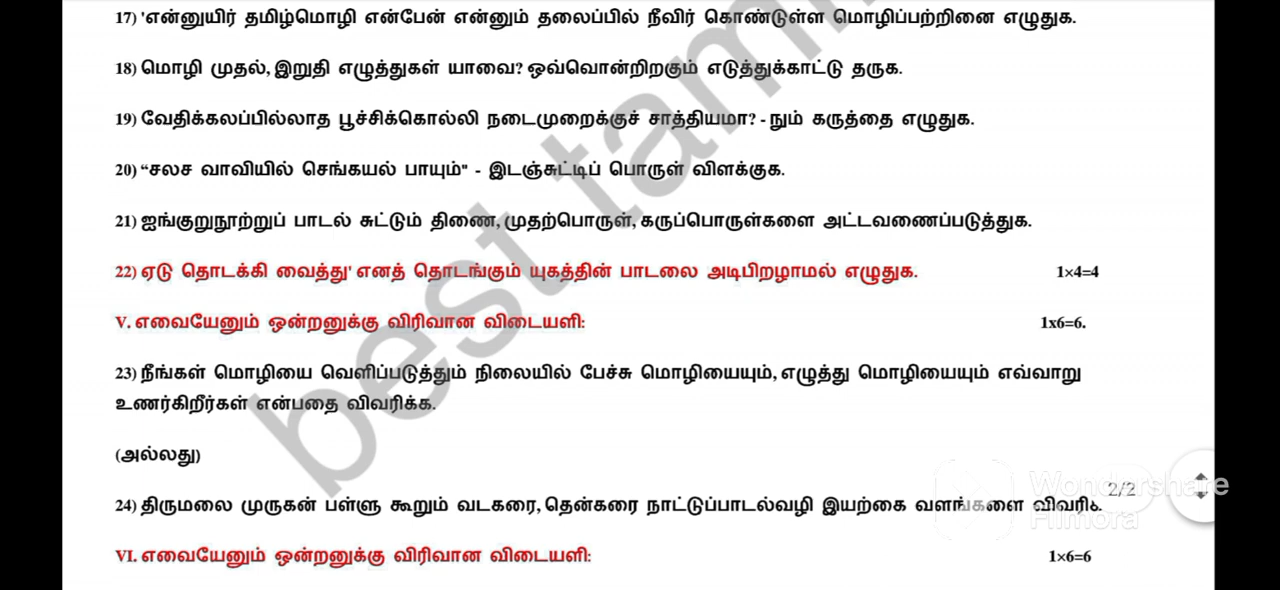 17) 'என்னுயிர் தமிழ்மொழி என்பேன் என்னும் தலைப்பில் நீவிர் கொண்டுள்ள மொழிப்பற்றினை எழுதுக.
18) மொழி முதல், இறுதி எழுத்துகள் யாவை? ஒவ்வொன்றிறகும் எடுத்துக்காட்டு தருக.
19) வேதிக்கலப்பில்லாத பூச்சிக்கொல்லி நடைமுறைக்குச் சாத்தியமா? - நும் கருத்தை எழுதுக.
20) “சலச வாவியில் செங்கயல் பாயும்" - இடஞ்சுட்டிப் பொருள் விளக்குக.
21) ஐங்குறுநூற்றுப் பாடல் சுட்டும் திணை, முதற்பொருள், கருப்பொருள்களை அட்டவணைப்படுத்துக.
22) ஏடு தொடக்கி வைத்து' எனத் தொடங்கும் யுகத்தின் பாடலை அடிபிறழாமல் எழுதுக. 1×4=4
V. எவையேனும் ஒன்றனுக்கு விரிவான விடையளி: 1x6=6.
23) நீங்கள் மொழியை வெளிப்படுத்தும் நிலையில் பேச்சு மொழியையும், எழுத்து மொழியையும் எவ்வாறு
உணர்கிறீர்கள் என்பதை விவரிக்க.
(அல்லது)
24) திருமலை முருகன் பள்ளு கூறும் வடகரை, தென்கரை நாட்டுப்பாடல்வழி இயற்கை வளங்களை
VI. எவையேனும் ஒன்றனுக்கு விரிவான விடையளி: 1×6=6
best tami
2/2
Wondershare
Filmora